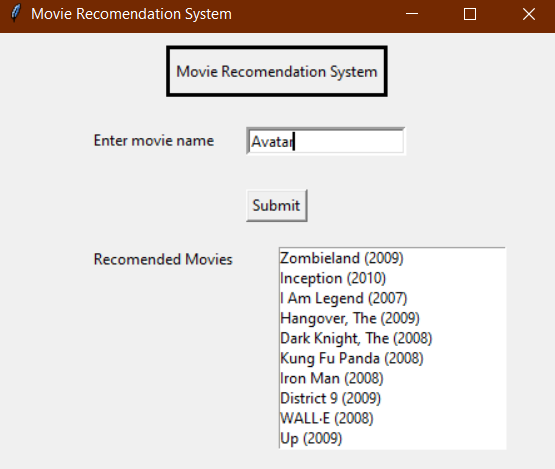 Movie Recomendation System
Movie Recomendation System
Enter movie name Avatar
Submit
Recomended Movies
Zombieland (2009)
Inception (2010)
I Am Legend (2007)
Hangover, The (2009)
Dark Knight, The (2008)
Kung Fu Panda (2008)
Iron Man (2008)
District 9 (2009)
WALL·E (2008)
Up (2009)